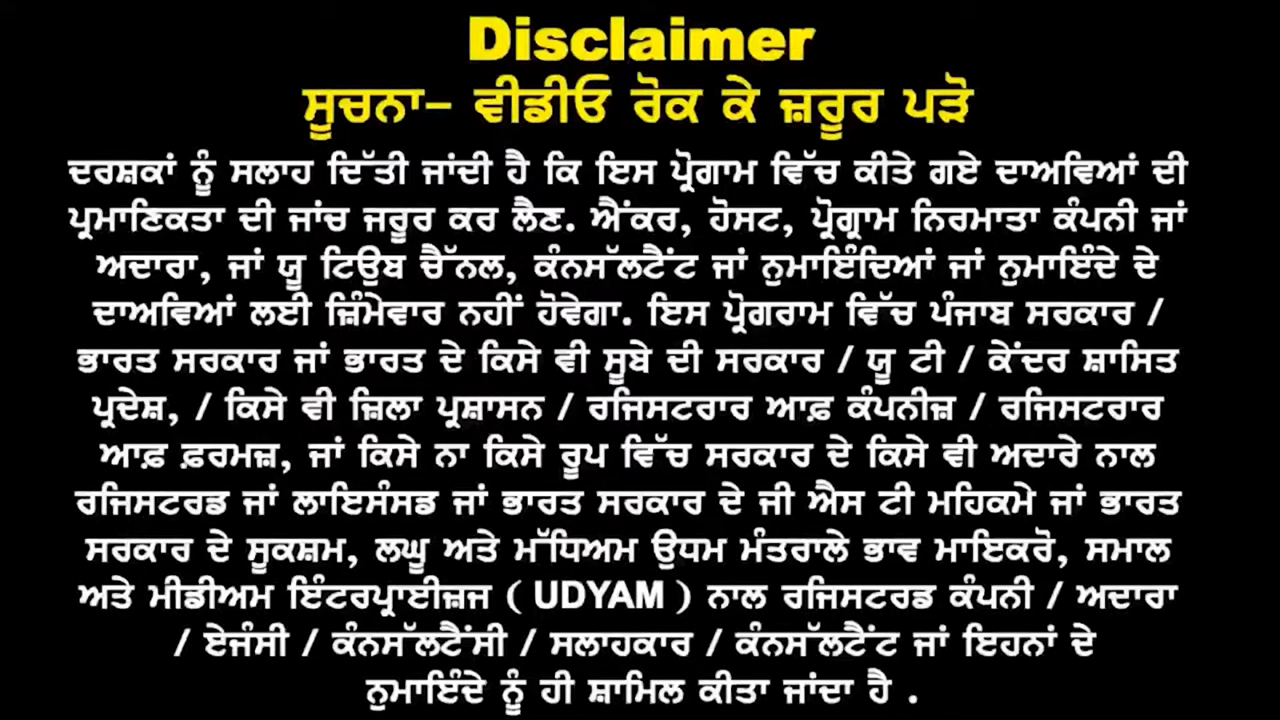 Disclaimer
ਸੂਚਨਾ- ਵੀਡੀਓ ਰੋਕ ਕੇ ਜ਼ਰੂਰ ਪੜੋ
ਦਰਸ਼ਕਾਂ ਨੂੰ ਸਲਾਹ ਦਿੱਤੀ ਜਾਂਦੀ ਹੈ ਕਿ ਇਸ ਪ੍ਰੋਗਾਮ ਵਿੱਚ ਕੀਤੇ ਗਏ ਦਾਅਵਿਆਂ ਦੀ
ਪ੍ਰਮਾਣਿਕਤਾ ਦੀ ਜਾਂਚ ਜਰੂਰ ਕਰ ਲੈਣ. ਐਂਕਰ, ਹੋਸਟ, ਪ੍ਰੋਗ੍ਰਾਮ ਨਿਰਮਾਤਾ ਕੰਪਨੀ ਜਾਂ
ਅਦਾਰਾ, ਜਾਂ ਯੂ ਟਿਉਬ ਚੈੱਨਲ, ਕੰਨਸੱਲਟੈਂਟ ਜਾਂ ਨੁਮਾਇੰਦਿਆਂ ਜਾਂ ਨੁਮਾਇੰਦੇ ਦੇ
ਦਾਅਵਿਆਂ ਲਈ ਜ਼ਿੰਮੇਵਾਰ ਨਹੀਂ ਹੋਵੇਗਾ. ਇਸ ਪ੍ਰੋਗਰਾਮ ਵਿੱਚ ਪੰਜਾਬ ਸਰਕਾਰ /
ਭਾਰਤ ਸਰਕਾਰ ਜਾਂ ਭਾਰਤ ਦੇ ਕਿਸੇ ਵੀ ਸੂਬੇ ਦੀ ਸਰਕਾਰ / ਯੂ ਟੀ / ਕੇਂਦਰ ਸ਼ਾਸਿਤ
ਪ੍ਰਦੇਸ਼, / ਕਿਸੇ ਵੀ ਜ਼ਿਲਾ ਪ੍ਰਸ਼ਾਸਨ / ਰਜਿਸਟਰਾਰ ਆਫ਼ ਕੰਪਨੀਜ਼ / ਰਜਿਸਟਰਾਰ
ਆਫ਼ ਫ਼ਰਮਜ਼, ਜਾਂ ਕਿਸੇ ਨਾ ਕਿਸੇ ਰੂਪ ਵਿੱਚ ਸਰਕਾਰ ਦੇ ਕਿਸੇ ਵੀ ਅਦਾਰੇ ਨਾਲ
ਰਜਿਸਟਰਡ ਜਾਂ ਲਾਇਸੰਸਡ ਜਾਂ ਭਾਰਤ ਸਰਕਾਰ ਦੇ ਜੀ ਐਸ ਟੀ ਮਹਿਕਮੇ ਜਾਂ ਭਾਰਤ
ਸਰਕਾਰ ਦੇ ਸੂਕਸ਼ਮ, ਲਘੂ ਅਤੇ ਮੱਧਿਅਮ ਉਧਮ ਮੰਤਰਾਲੇ ਭਾਵ ਮਾਇਕਰੋ, ਸਮਾਲ
ਅਤੇ ਮੀਡੀਅਮ ਇੰਟਰਪ੍ਰਾਈਜ਼ਜ ( UDYAM ) ਨਾਲ ਰਜਿਸਟਰਡ ਕੰਪਨੀ / ਅਦਾਰਾ
/ ਏਜੰਸੀ / ਕੰਨਸੱਲਟੈਂਸੀ / ਸਲਾਹਕਾਰ / ਕੰਨਸੱਲਟੈਂਟ ਜਾਂ ਇਹਨਾਂ ਦੇ
ਨੁਮਾਇੰਦੇ ਨੂੰ ਹੀ ਸ਼ਾਮਿਲ ਕੀਤਾ ਜਾਂਦਾ ਹੈ .